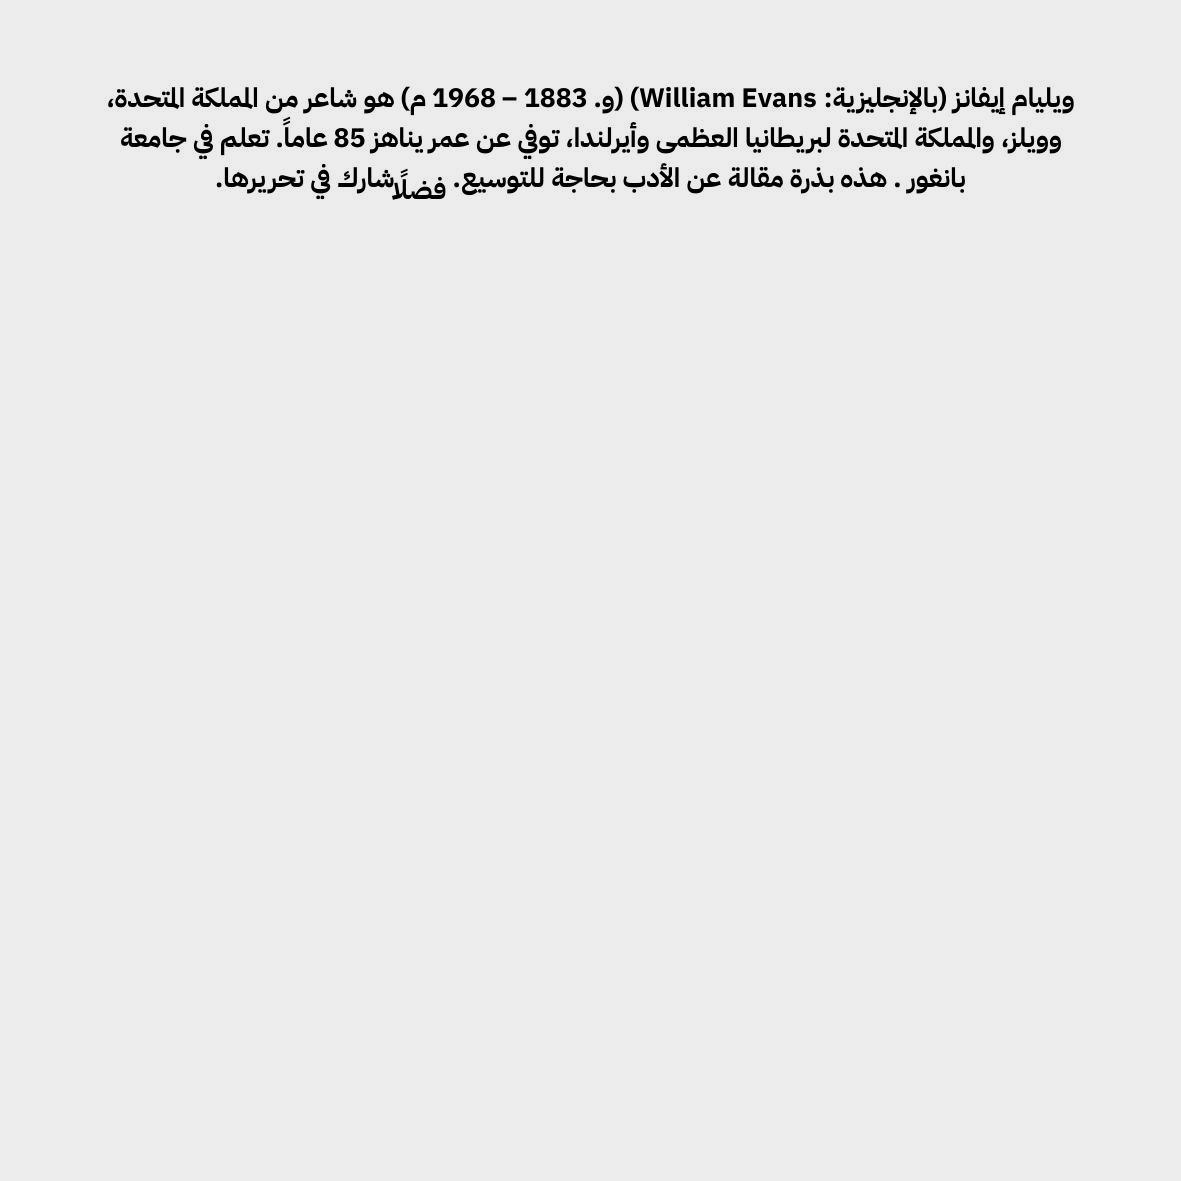 ويليام إيفانز (بالإنجليزية: William Evans) (و. 1883 – 1968 م) هو شاعر من المملكة المتحدة،
وويلز، والمملكة المتحدة لبريطانيا العظمى وأيرلندا، توفي عن عمر يناهز 85 عاماً. تعلم في جامعة
بانغور . هذه بذرة مقالة عن الأدب بحاجة للتوسيع. فضلًا شارك في تحريرها.